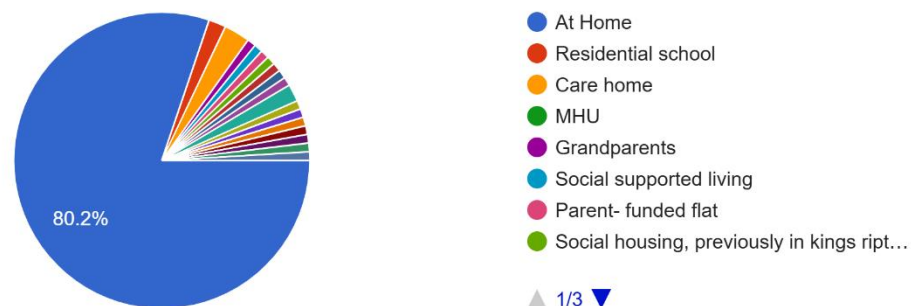 At Home
Residential school
Care home
MHU
Grandparents
Social supported living
Parent- funded flat
Social housing, previously in kings ript…
80.2%
1/3